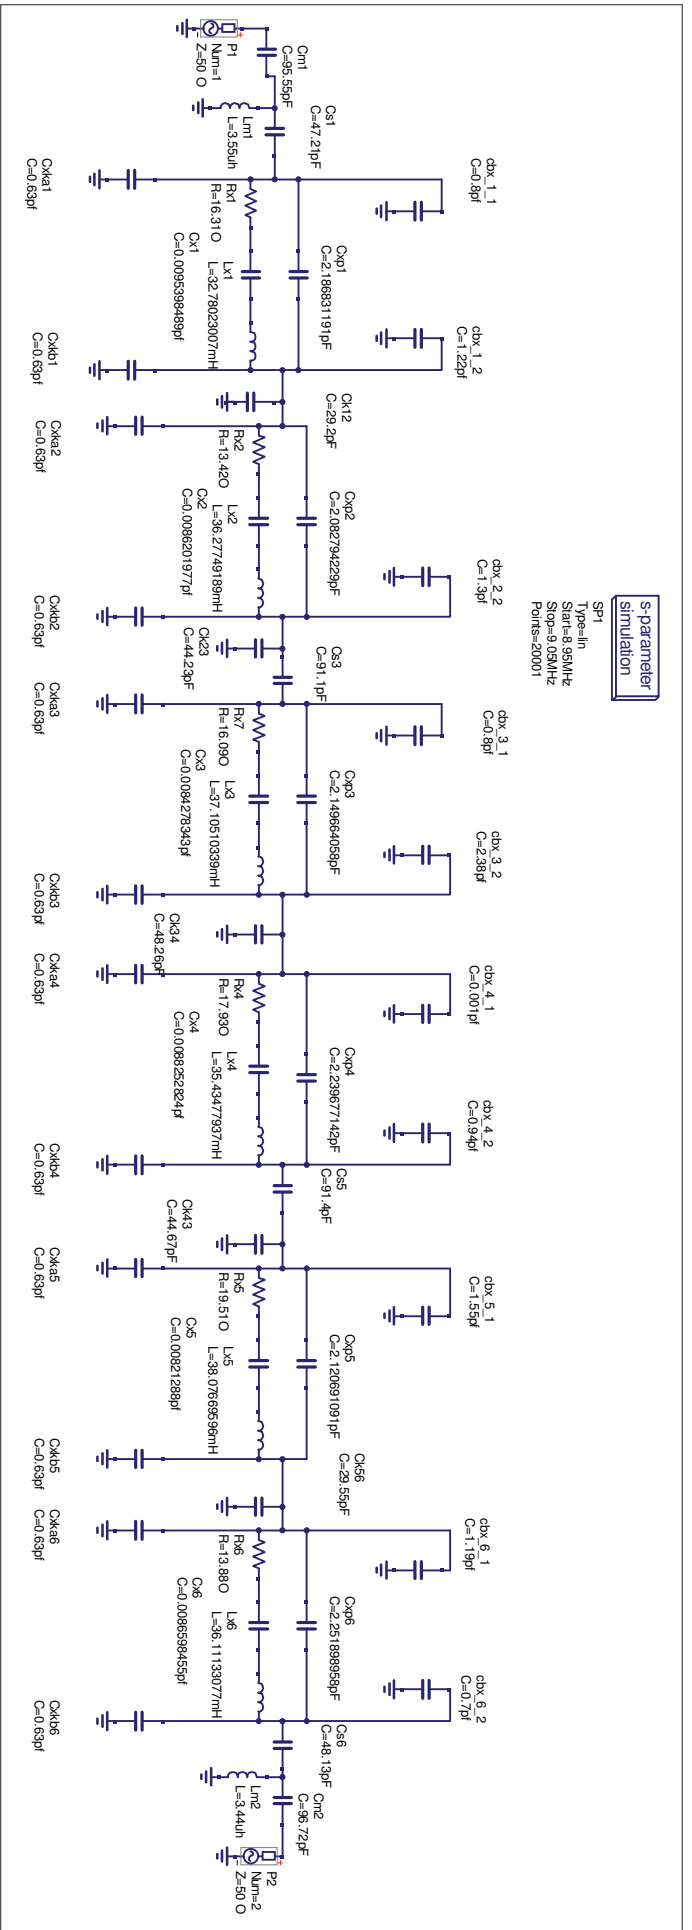 s-parameter
simulation
SP1
Type=lin
Start=8.95MHz
Stop=9.05MHz
Points=20001
P1
Num=1
Z=50 O
Cm1
C=95.55pF
Lm1
L=3.55uh
Cs1
C=47.21pF
Cxka1
C=0.63pf
cbx_1_1
C=0.8pf
Rx1
R=16.31O
Cx1
C=0.0095398489pf
Lx1
L=32.78023007mH
Cxp1
C=2.186831191pF
Cxkb1
C=0.63pf
cbx_1_2
C=1.22pf
Ck12
C=29.2pF
Cxka2
C=0.63pf
Rx2
R=13.42O
Cx2
C=0.0086201977pf
Lx2
L=36.27749189mH
Cxp2
C=2.082794229pF
Cxkb2
C=0.63pf
cbx_2_2
C=1.3pf
Ck23
C=44.23pF
Cs3
C=91.1pF
Cxka3
C=0.63pf
cbx_3_1
C=0.8pf
Rx7
R=16.09O
Cx3
C=0.0084278343pf
Lx3
L=37.10510339mH
Cxp3
C=2.149664058pF
Cxkb3
C=0.63pf
cbx_3_2
C=2.38pf
Ck34
C=48.26pF
Cxka4
C=0.63pf
cbx_4_1
C=0.001pf
Rx4
R=17.93O
Cx4
C=0.0088252824pf
Lx4
L=35.43477937mH
Cxp4
C=2.239677142pF
Cxkb4
C=0.63pf
cbx_4_2
C=0.94pf
Cs5
C=91.4pF
Ck43
C=44.67pF
Cxka5
C=0.63pf
cbx_5_1
C=1.55pf
Rx5
R=19.51O
Cx5
C=0.00821288pf
Lx5
L=38.07669596mH
Cxp5
C=2.120691091pF
Cxkb5
C=0.63pf
Ck56
C=29.55pF
Cxka6
C=0.63pf
cbx_6_1
C=1.19pf
Rx6
R=13.88O
Cx6
C=0.0086598455pf
Lx6
L=36.11133077mH
Cxp6
C=2.251898958pF
Cxkb6
C=0.63pf
cbx_6_2
C=0.7pf
Cs6
C=48.13pF
Lm2
L=3.44uh
Cm2
C=96.72pF
P2
Num=2
Z=50 O